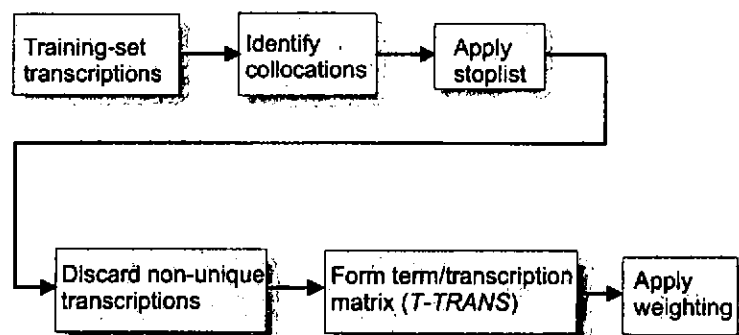 Training-set
transcriptions
Identify
collocations
Apply
stoplist
Discard non-unique
transcriptions
Form term/transcription
matrix (T-TRANS)
Apply
weighting